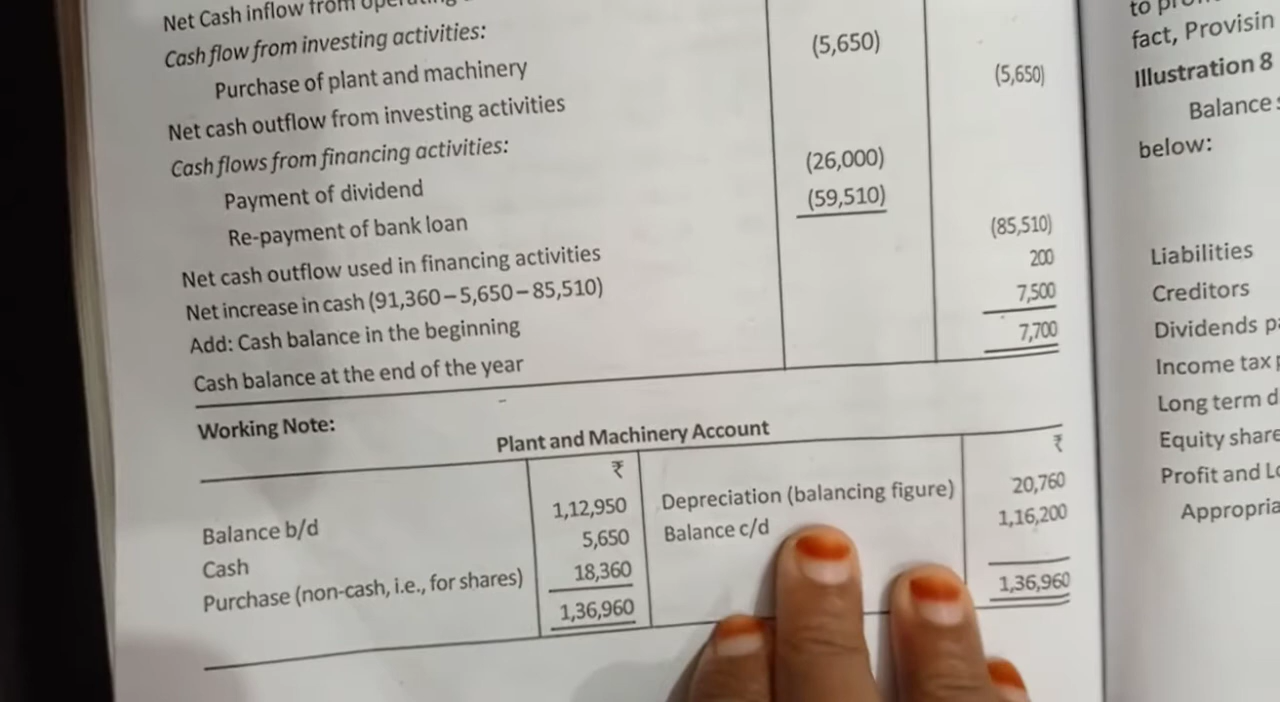 Net Cash inflow from
Cash flow from investing activities:
Purchase of plant and machinery (5,650)
Net cash outflow from investing activities (5,650)
Cash flows from financing activities:
Payment of dividend (26,000)
Re-payment of bank loan (59,510)
Net cash outflow used in financing activities (85,510)
Net increase in cash (91,360–5,650–85,510) 200
Add: Cash balance in the beginning 7,500
Cash balance at the end of the year 7,700
Working Note:
Plant and Machinery Account
₹ ₹
Balance b/d 1,12,950 Depreciation (balancing figure) 20,760
Cash 5,650 Balance c/d 1,16,200
Purchase (non-cash, i.e., for shares) 18,360
1,36,960 1,36,960
to
fact, Provisin
Illustration 8
Balance
below:
Liabilities
Creditors
Dividends
Income tax
Long term
Equity share
Profit and
Appropria